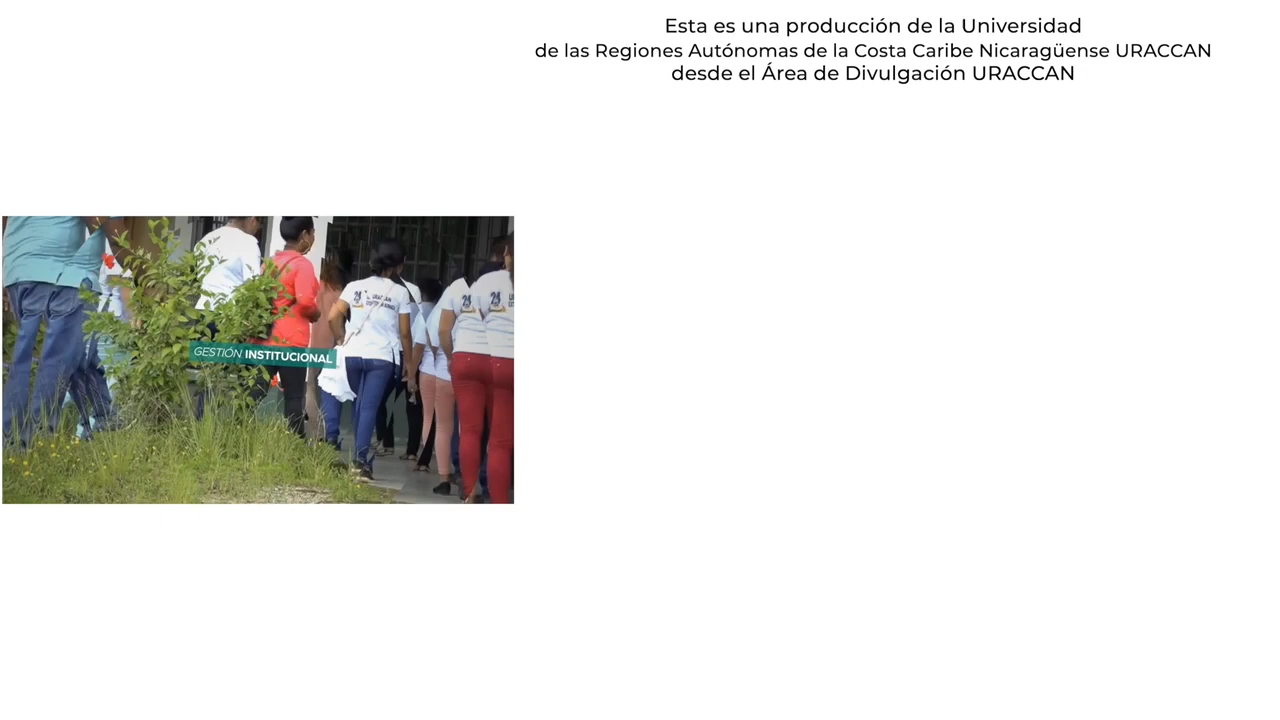 Esta es una producción de la Universidad
de las Regiones Autónomas de la Costa Caribe Nicaragüense URACCAN
desde el Área de Divulgación URACCAN
GESTIÓN INSTITUCIONAL
URACCAN